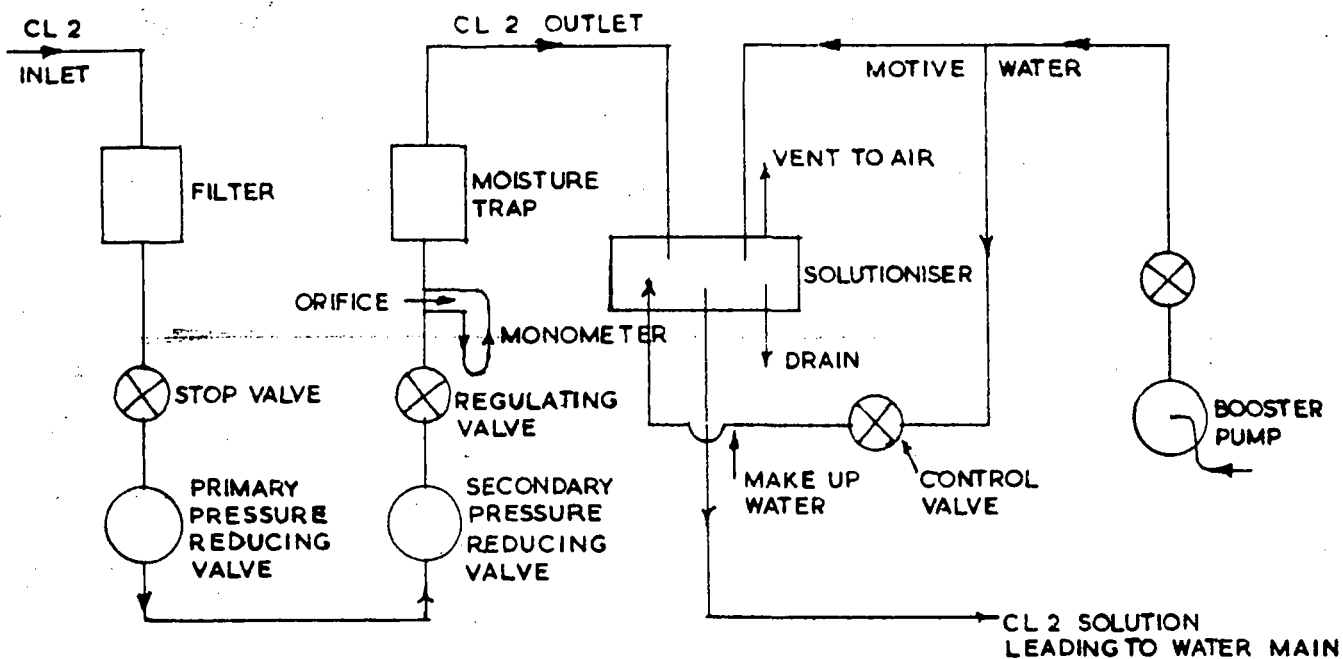 CL 2
INLET
CL 2 OUTLET
MOTIVE WATER
FILTER
MOISTURE
TRAP
VENT TO AIR
SOLUTIONISER
ORIFICE
MONOMETER
DRAIN
STOP VALVE
REGULATING
VALVE
BOOSTER
PUMP
PRIMARY
PRESSURE
REDUCING
VALVE
SECONDARY
PRESSURE
REDUCING
VALVE
MAKE UP
WATER
CONTROL
VALVE
CL 2 SOLUTION
LEADING TO WATER MAIN